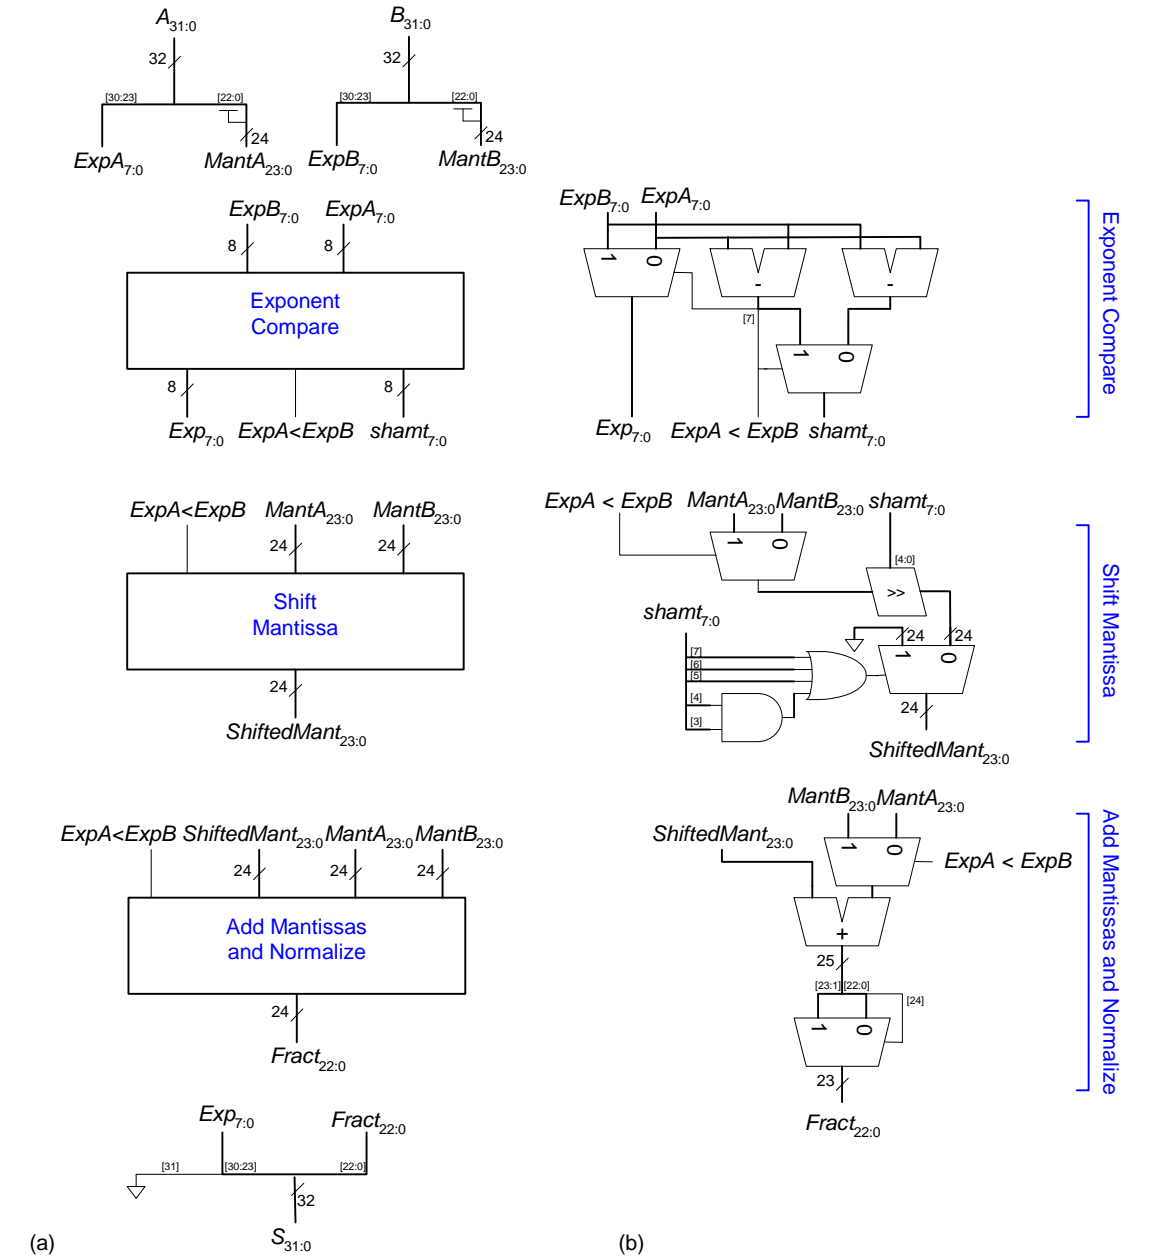 A31:0
B31:0
32
32
[30:23] [22:0]
[30:23] [22:0]
24
24
ExpA7:0 MantA23:0 ExpB7:0 MantB23:0
ExpB7:0 ExpA7:0
8 8
Exponent
Compare
8 8
Exp7:0 ExpA<ExpB shamt7:0
ExpA<ExpB MantA23:0 MantB23:0
24 24
Shift
Mantissa
24
ShiftedMant23:0
ExpA<ExpB ShiftedMant23:0 MantA23:0 MantB23:0
24 24 24
Add Mantissas
and Normalize
24
Fract22:0
Exp7:0 Fract22:0
[31] [30:23] [22:0]
32
S31:0
(a)
ExpB7:0 ExpA7:0
1 0
- -
[7]
1 0
Exp7:0 ExpA < ExpB shamt7:0
Exponent Compare
ExpA < ExpB MantA23:0 MantB23:0 shamt7:0
1 0
[4:0]
>>
shamt7:0
24 24
1 0
[7]
[6]
[5]
[4]
[3]
24
ShiftedMant23:0
Shift Mantissa
MantB23:0 MantA23:0
ShiftedMant23:0
1 0
ExpA < ExpB
+
25
[23:1] [22:0]
[24]
1 0
23
Fract22:0
Add Mantissas and Normalize
(b)